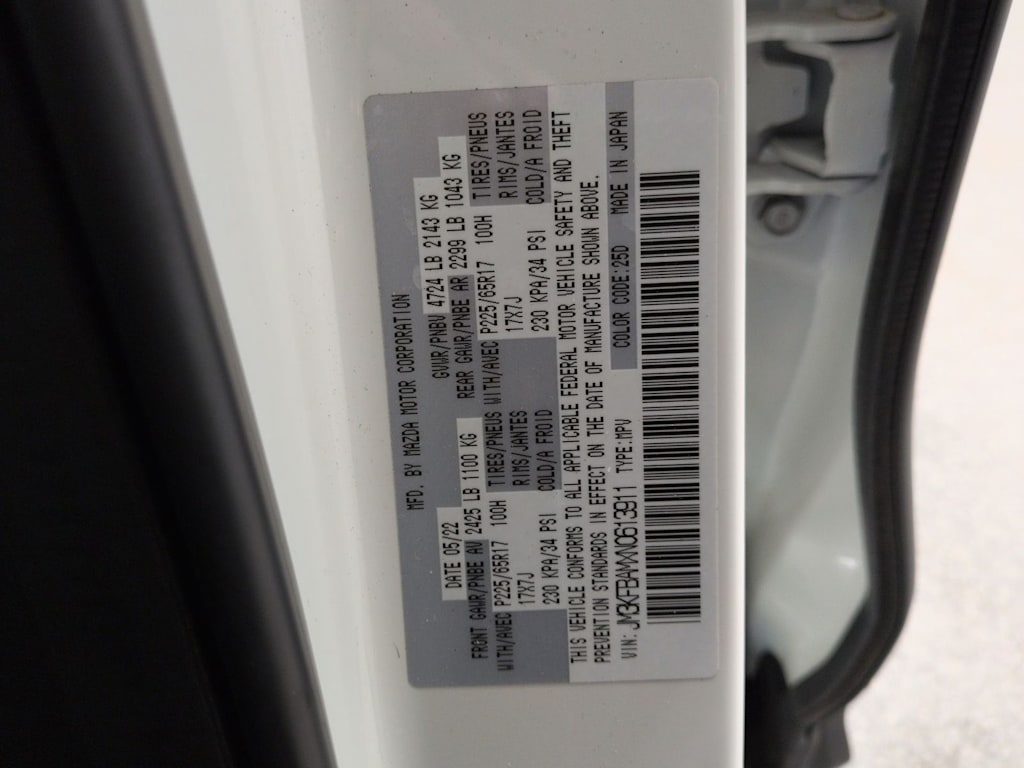 MFD. BY MAZDA MOTOR CORPORATION
DATE 05/22 GVWR/PNBV 4724 LB 2143 KG
FRONT GAWR/PNBE AV 2425 LB 1100 KG REAR GAWR/PNBE AR 2299 LB 1043 KG
WITH/AVEC P225/65R17 100H TIRES/PNEUS WITH/AVEC P225/65R17 100H TIRES/PNEUS
17X7J RIMS/JANTES 17X7J RIMS/JANTES
230 KPA/34 PSI COLD/A FROID 230 KPA/34 PSI COLD/A FROID
THIS VEHICLE CONFORMS TO ALL APPLICABLE FEDERAL MOTOR VEHICLE SAFETY AND THEFT
PREVENTION STANDARDS IN EFFECT ON THE DATE OF MANUFACTURE SHOWN ABOVE.
VIN: JM3KFBAMXN0613911 TYPE:MPV COLOR CODE:25D MADE IN JAPAN